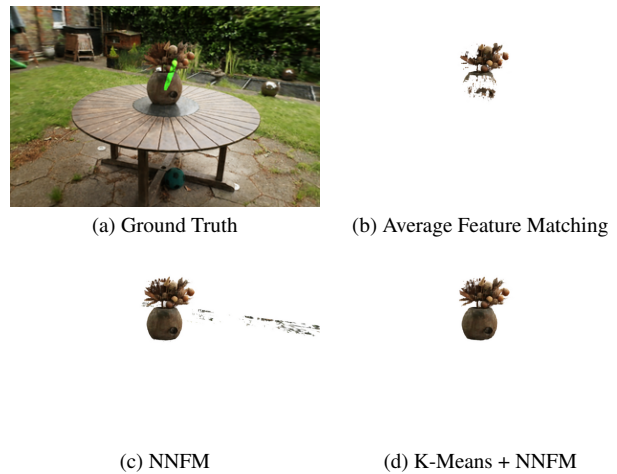 (a) Ground Truth
(b) Average Feature Matching
(c) NNFM
(d) K-Means + NNFM